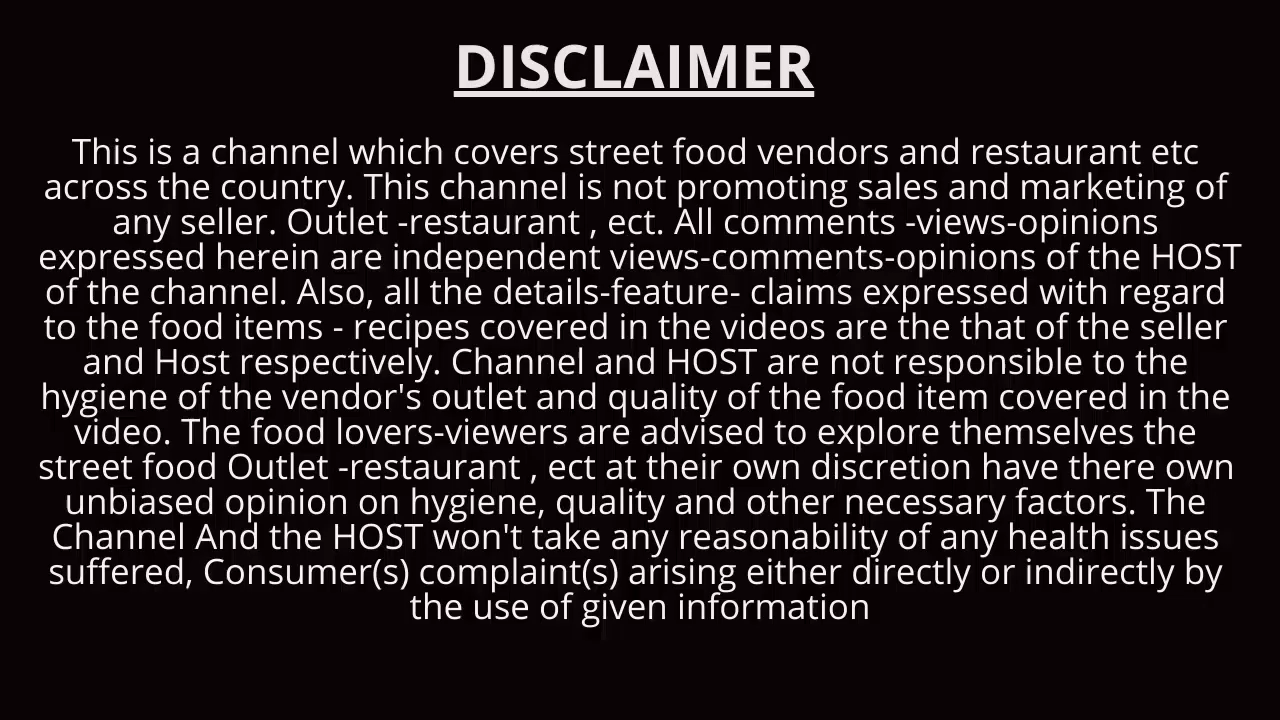 DISCLAIMER
This is a channel which covers street food vendors and restaurant etc
across the country. This channel is not promoting sales and marketing of
any seller. Outlet -restaurant , ect. All comments -views-opinions
expressed herein are independent views-comments-opinions of the HOST
of the channel. Also, all the details-feature- claims expressed with regard
to the food items - recipes covered in the videos are the that of the seller
and Host respectively. Channel and HOST are not responsible to the
hygiene of the vendor's outlet and quality of the food item covered in the
video. The food lovers-viewers are advised to explore themselves the
street food Outlet -restaurant , ect at their own discretion have there own
unbiased opinion on hygiene, quality and other necessary factors. The
Channel And the HOST won't take any reasonability of any health issues
suffered, Consumer(s) complaint(s) arising either directly or indirectly by
the use of given information